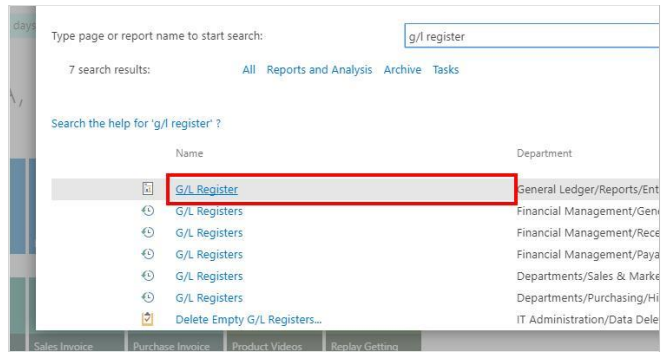 days
Type page or report name to start search:
g/l register
7 search results:
All Reports and Analysis Archive Tasks
Search the help for 'g/l register' ?
Name Department
G/L Register General Ledger/Reports/Ent
G/L Registers Financial Management/Gene
G/L Registers Financial Management/Rece
G/L Registers Financial Management/Paya
G/L Registers Departments/Sales & Marke
G/L Registers Departments/Purchasing/Hi
Delete Empty G/L Registers... IT Administration/Data Dele
Sales Invoice Purchase Invoice Product Videos Replay Getting